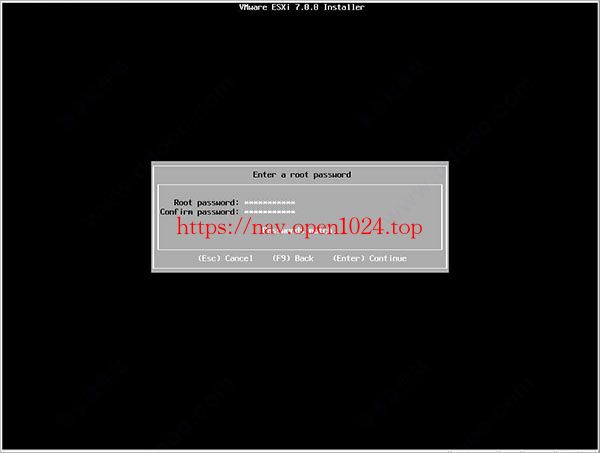 VMware ESXi 7.0.0 Installer
Enter a root password
Root password: ***********
Confirm password: ***********
https://nav.open1024.top
(Esc) Cancel (F9) Back (Enter) Continue